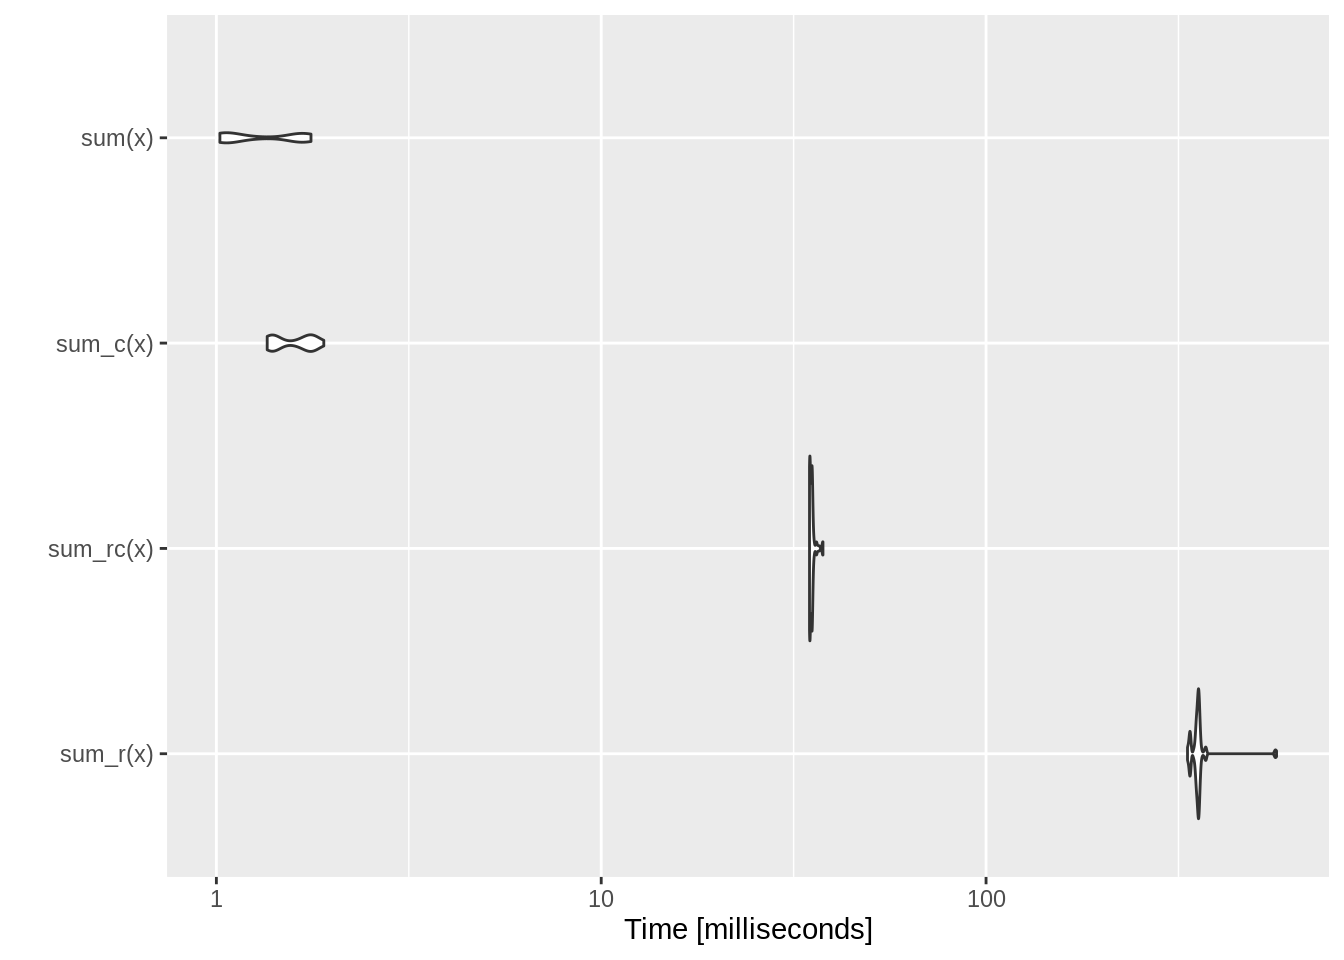 sum(x)
sum_c(x)
sum_rc(x)
sum_r(x)
1 10 100
Time [milliseconds]